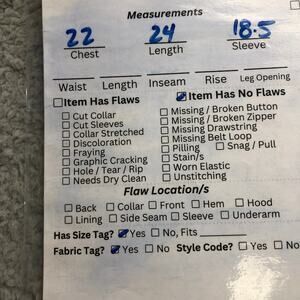 Measurements
22 24 18.5
Chest Length Sleeve
Waist Length Inseam Rise Leg Opening
Item Has Flaws Item Has No Flaws
Cut Collar Missing / Broken Button
Cut Sleeves Missing / Broken Zipper
Collar Stretched Missing Drawstring
Discoloration Missing Belt Loop
Fraying Pilling Snag / Pull
Graphic Cracking Stain/s
Hole / Tear / Rip Worn Elastic
Needs Dry Clean Unstitching
Flaw Location/s
Back Collar Front Hem Hood
Lining Side Seam Sleeve Underarm
Has Size Tag? Yes No, Fits
Fabric Tag? Yes No Style Code? Yes No